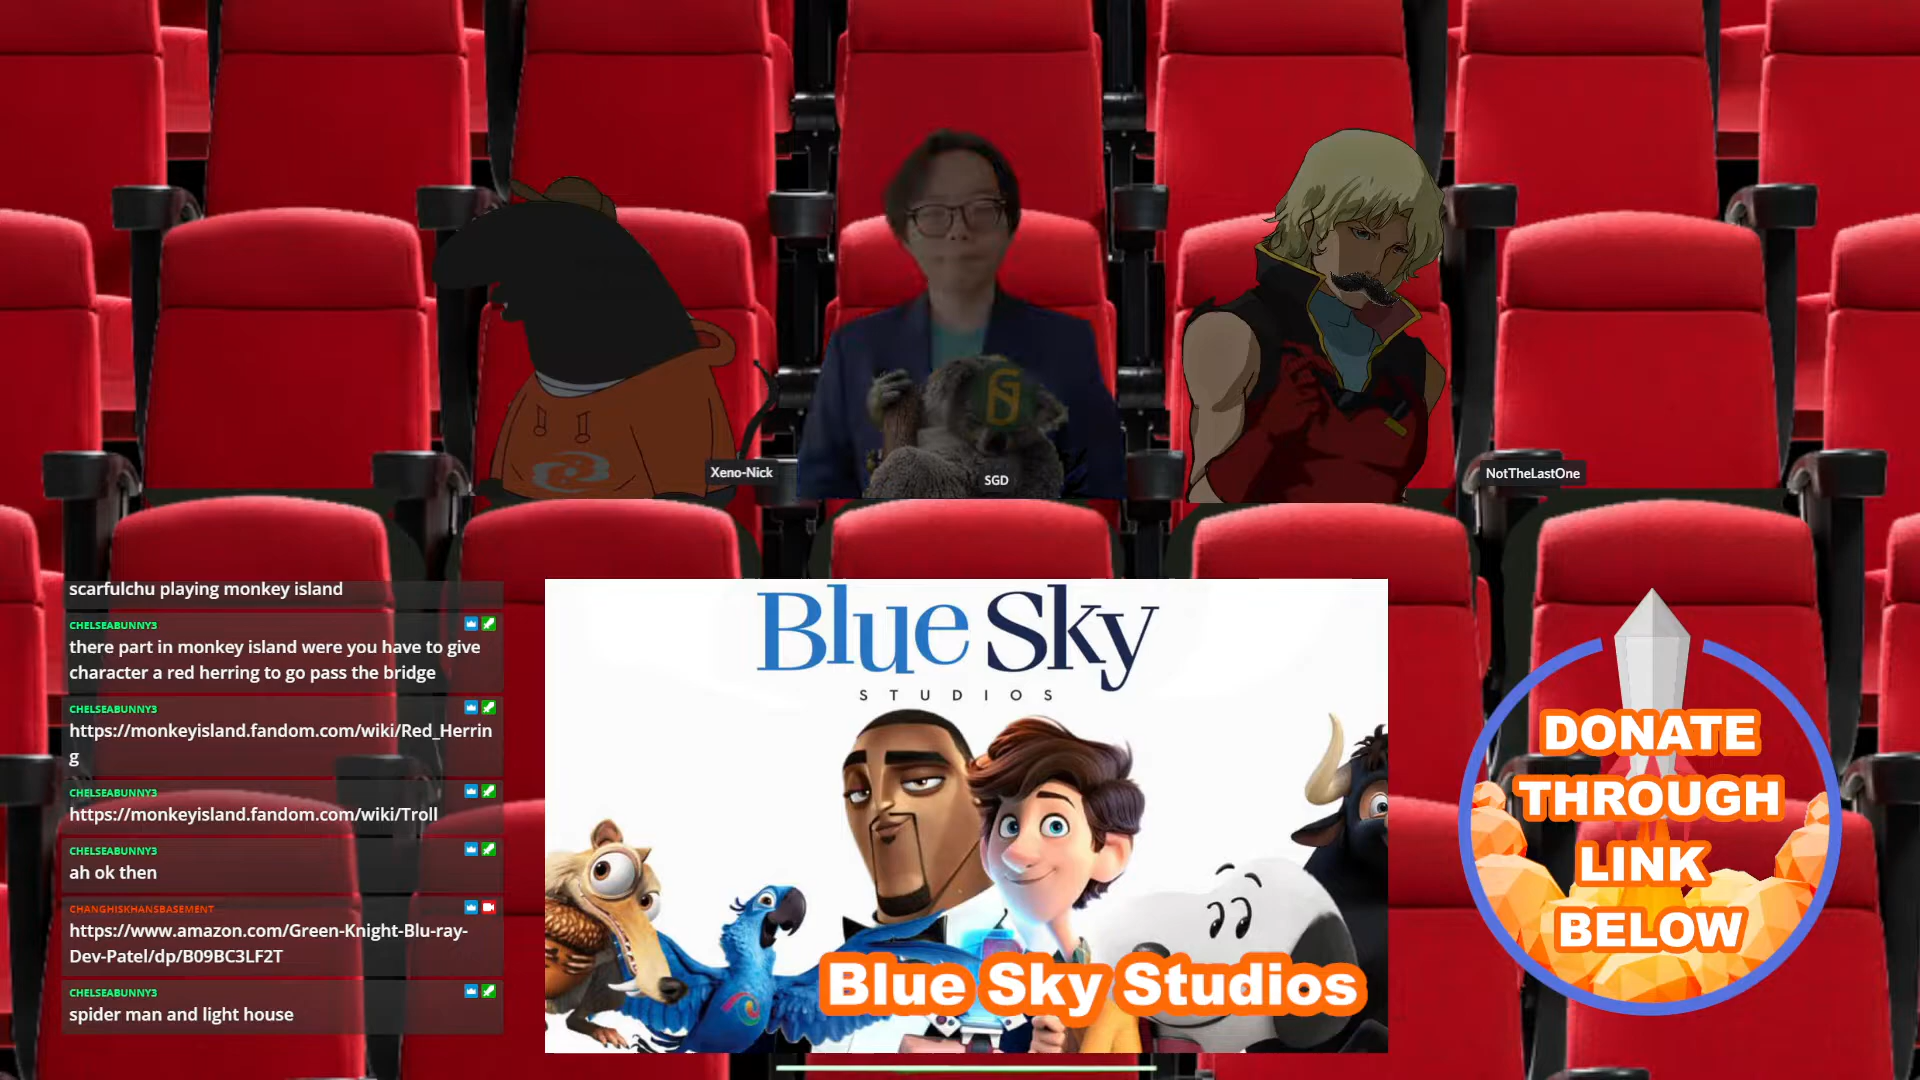 Xeno-Nick
SGD
NotTheLastOne
scarfulchu playing monkey island
CHELSEABUNNY3
there part in monkey island were you have to give
character a red herring to go pass the bridge
CHELSEABUNNY3
https://monkeyisland.fandom.com/wiki/Red_Herrin
g
CHELSEABUNNY3
https://monkeyisland.fandom.com/wiki/Troll
CHELSEABUNNY3
ah ok then
CHANGHISKHANSBASEMENT
https://www.amazon.com/Green-Knight-Blu-ray-
Dev-Patel/dp/B09BC3LF2T
CHELSEABUNNY3
spider man and light house
Blue Sky
STUDIOS
Blue Sky Studios
DONATE
THROUGH
LINK
BELOW